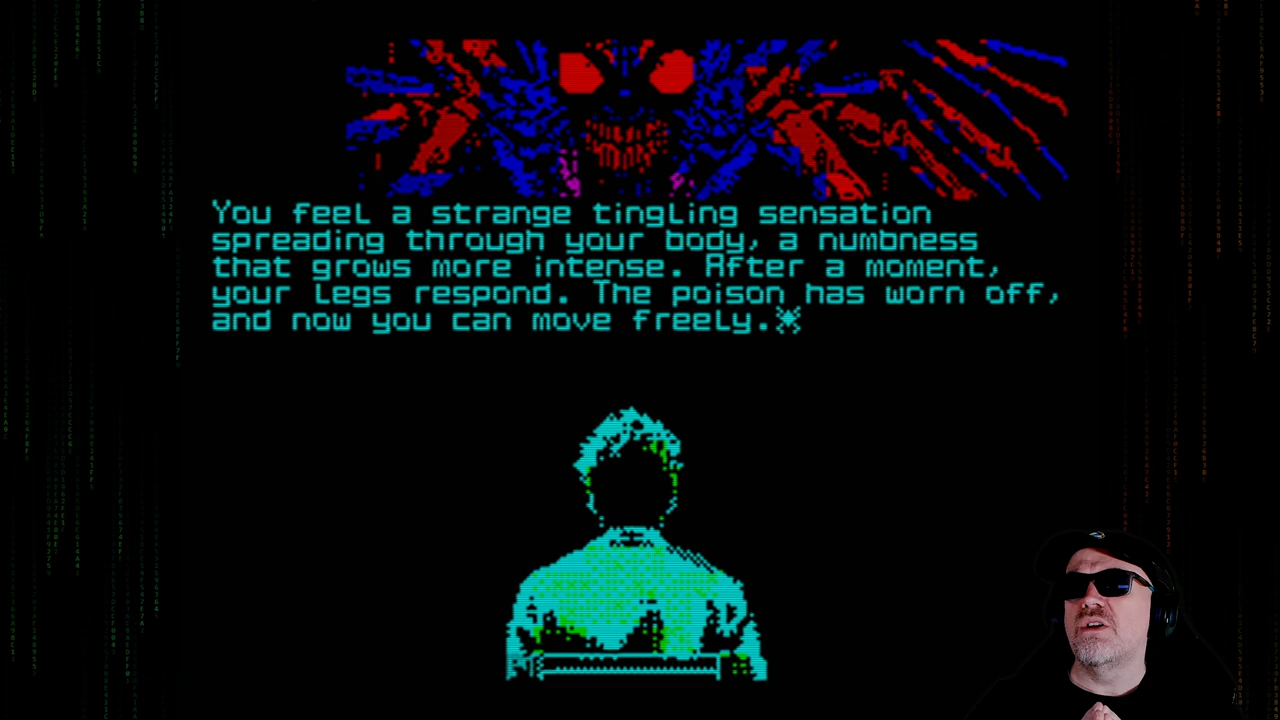 You feel a strange tingling sensation
spreading through your body, a numbness
that grows more intense. After a moment,
your legs respond. The poison has worn off,
and now you can move freely.